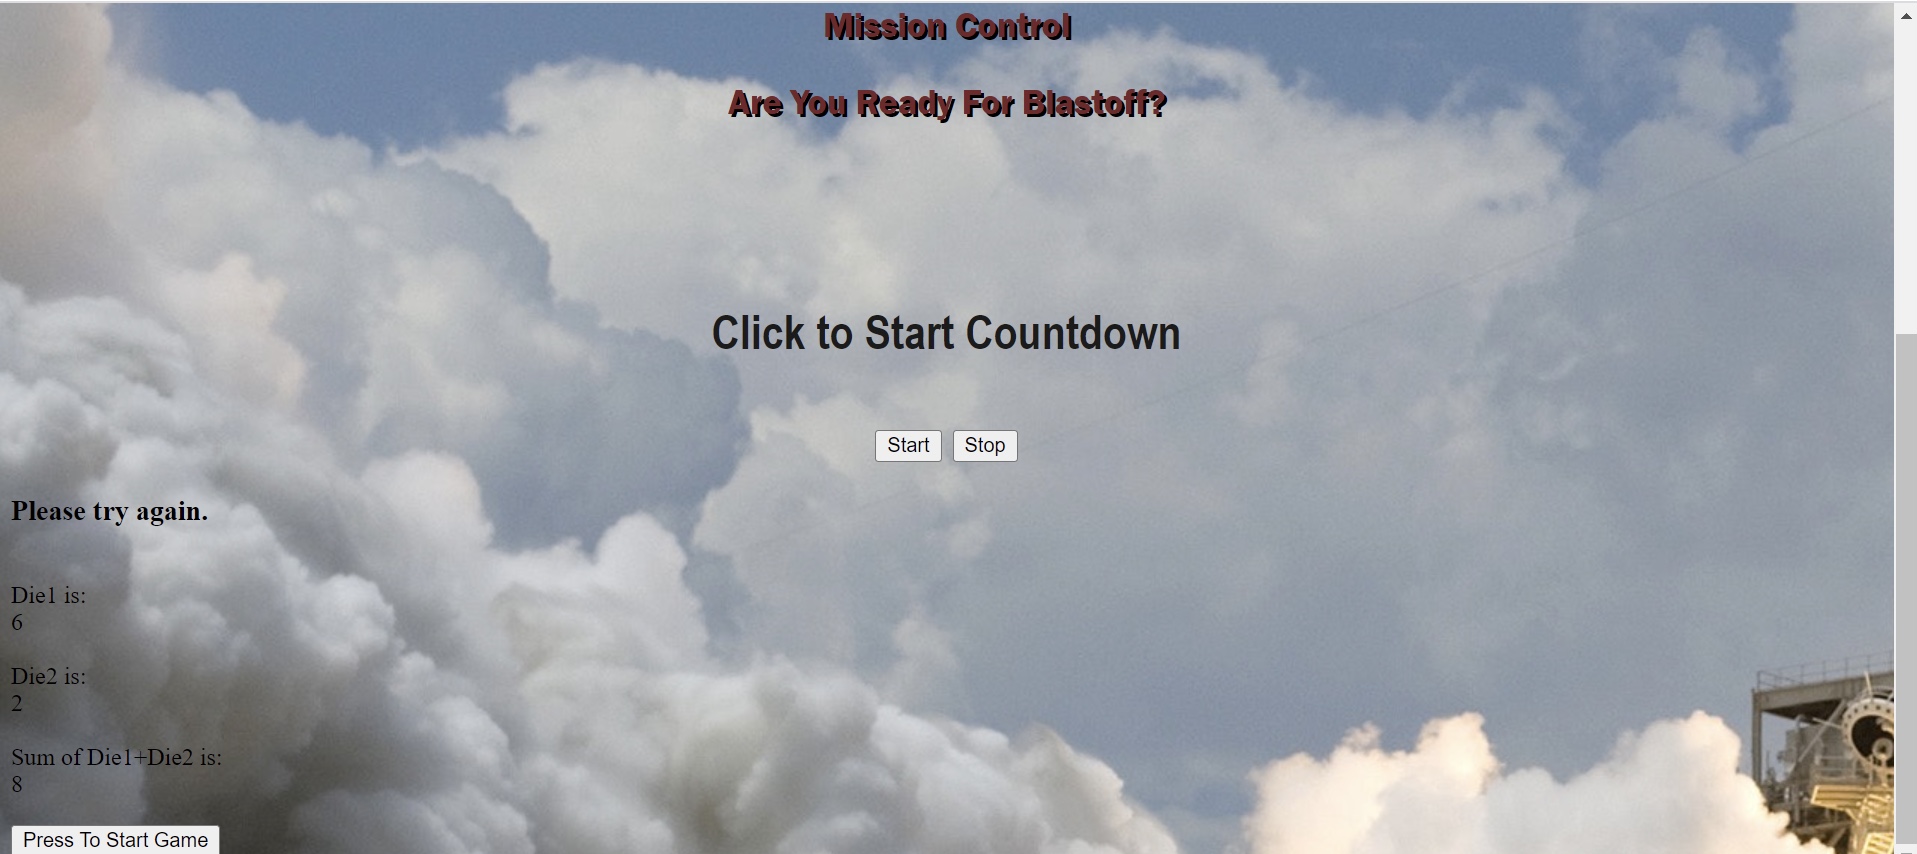 Mission Control
Are You Ready For Blastoff?
Click to Start Countdown
Start Stop
Please try again.
Die1 is:
6
Die2 is:
2
Sum of Die1+Die2 is:
8
Press To Start Game